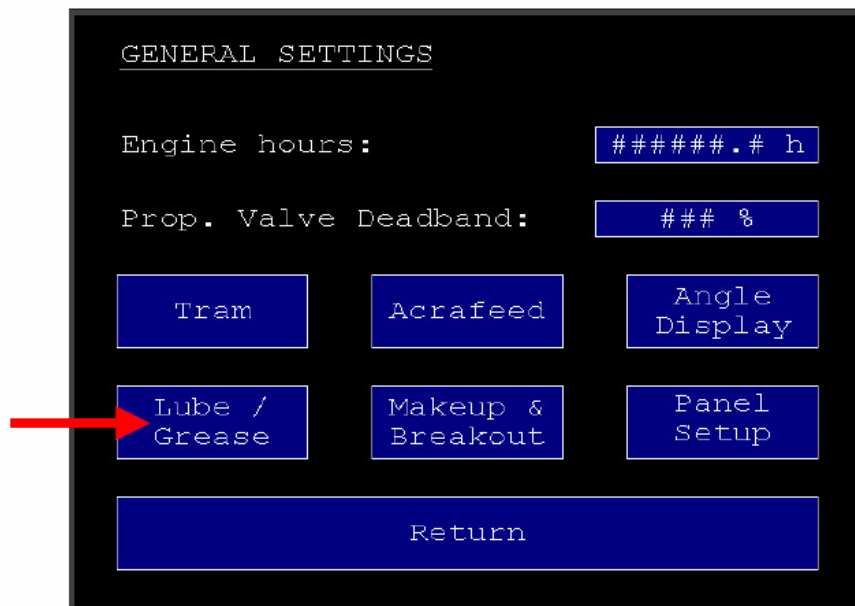 GENERAL SETTINGS
Engine hours: ######.# h
Prop. Valve Deadband: ### %
Tram
Acrafeed
Angle
Display
Lube /
Grease
Makeup &
Breakout
Panel
Setup
Return